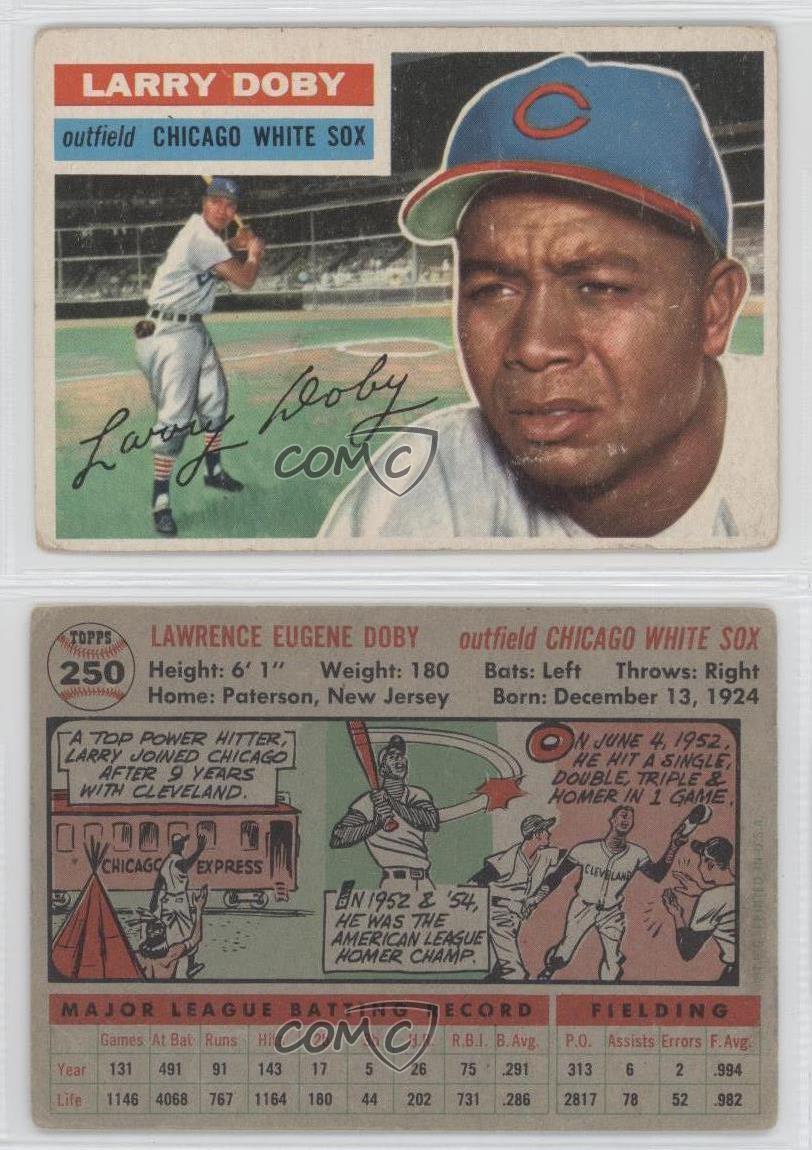 LARRY DOBY
outfield CHICAGO WHITE SOX
C
Larry Doby
COMC
TOPPS
250
LAWRENCE EUGENE DOBY outfield CHICAGO WHITE SOX
Height: 6' 1" Weight: 180 Bats: Left Throws: Right
Home: Paterson, New Jersey Born: December 13, 1924
A TOP POWER HITTER,
LARRY JOINED CHICAGO
AFTER 9 YEARS
WITH CLEVELAND.
CHICAGO EXPRESS
IN 1952 & '54,
HE WAS THE
AMERICAN LEAGUE
HOMER CHAMP.
ON JUNE 4, 1952,
HE HIT A SINGLE,
DOUBLE, TRIPLE &
HOMER IN 1 GAME.
CLEVELAND
PRINTED IN U.S.A.
MAJOR LEAGUE BATTING RECORD FIELDING
COMC
Games At Bat Runs Hits 2B 3b H.R. R.B.I. B.Avg. P.O. Assists Errors F.Avg.
Year 131 491 91 143 17 5 26 75 .291 313 6 2 .994
Life 1146 4068 767 1164 180 44 202 731 .286 2817 78 52 .982